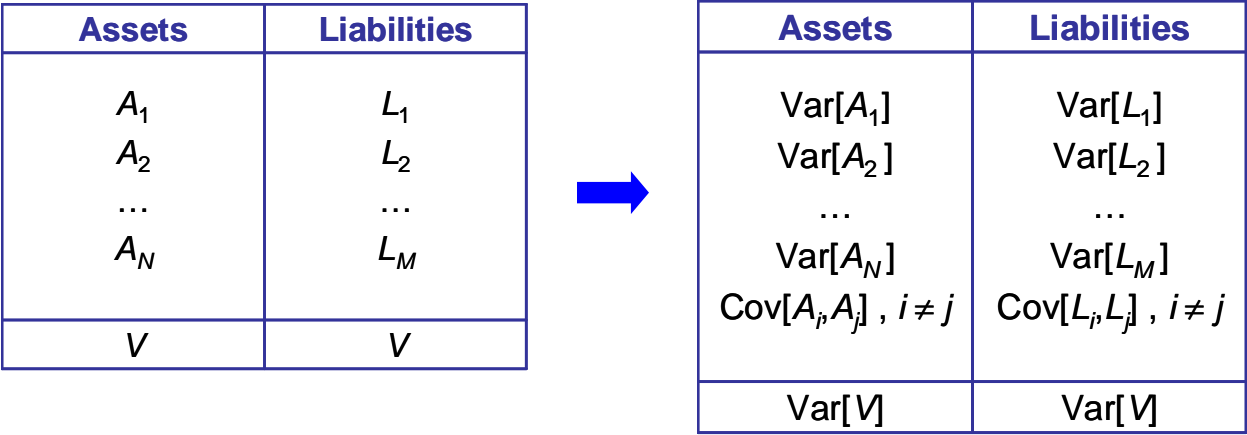 Assets Liabilities
A1 L1
A2 L2
... ...
AN LM
V V
Assets Liabilities
Var[A1] Var[L1]
Var[A2] Var[L2]
... ...
Var[AN] Var[LM]
Cov[Ai,Aj] , i ≠ j Cov[Li,Lj] , i ≠ j
Var[V] Var[V]